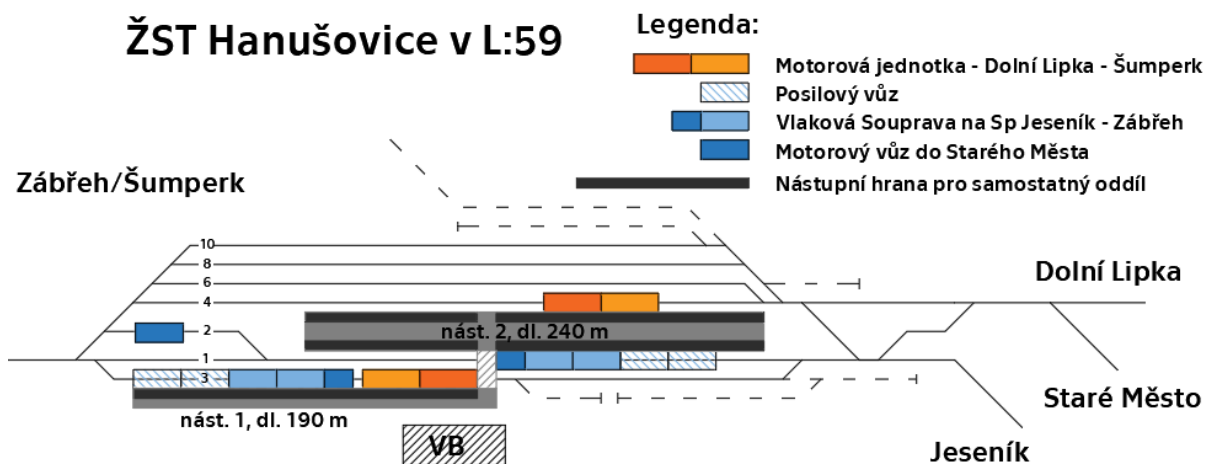 ŽST Hanušovice v L:59
Legenda:
Motorová jednotka - Dolní Lipka - Šumperk
Posilový vůz
Vlaková Souprava na Sp Jeseník - Zábřeh
Motorový vůz do Starého Města
Nástupní hrana pro samostatný oddíl
Zábřeh/Šumperk
10
8
6
4
2
1
3
Dolní Lipka
nást. 2, dl. 240 m
nást. 1, dl. 190 m
VB
Staré Město
Jeseník